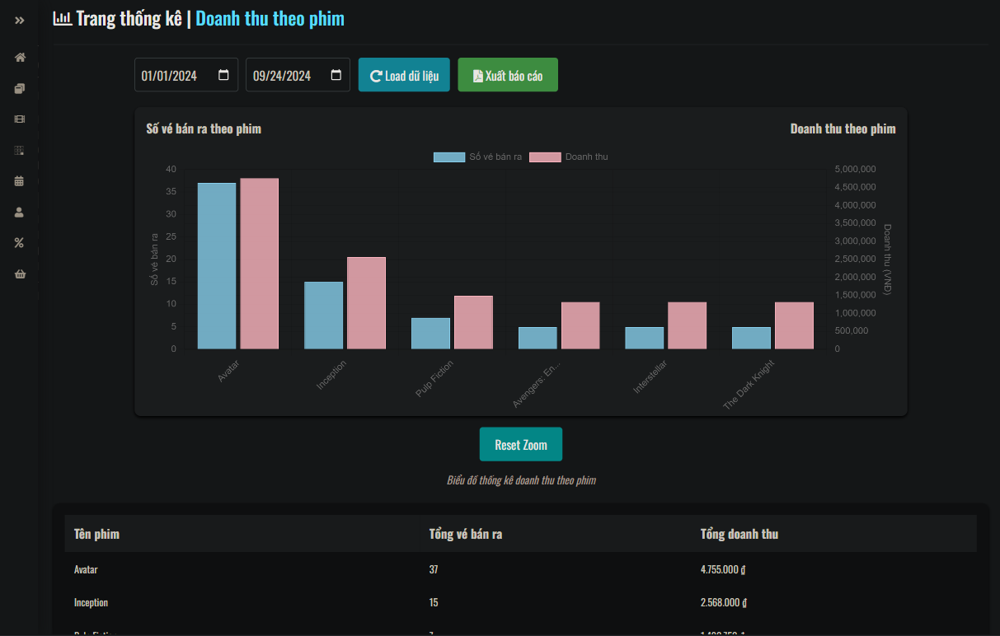 Trang thống kê | Doanh thu theo phim
01/01/2024 09/24/2024 Load dữ liệu Xuất báo cáo
Số vé bán ra theo phim Doanh thu theo phim
Số vé bán ra Doanh thu
40 5,000,000
35 4,500,000
4,000,000
30 3,500,000
25 3,000,000
20 2,500,000
15 2,000,000
1,500,000
10 1,000,000
5 500,000
0 0
Số vé bán ra
Doanh thu (VNĐ)
Avatar Inception Pulp Fiction Avengers: En... Interstellar The Dark Knight
Reset Zoom
Biểu đồ thống kê doanh thu theo phim
Tên phim Tổng vé bán ra Tổng doanh thu
Avatar 37 4.755.000 ₫
Inception 15 2.568.000 ₫